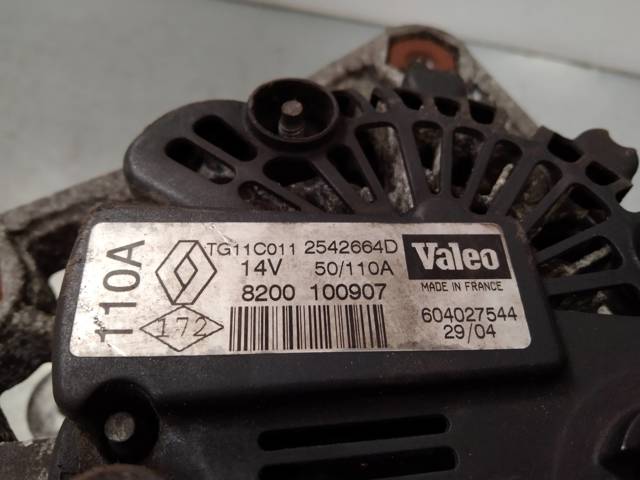 110A
TG11C011 2542664D
14V 50/110A
8200 100907
172
Valeo
MADE IN FRANCE
604027544
29/04